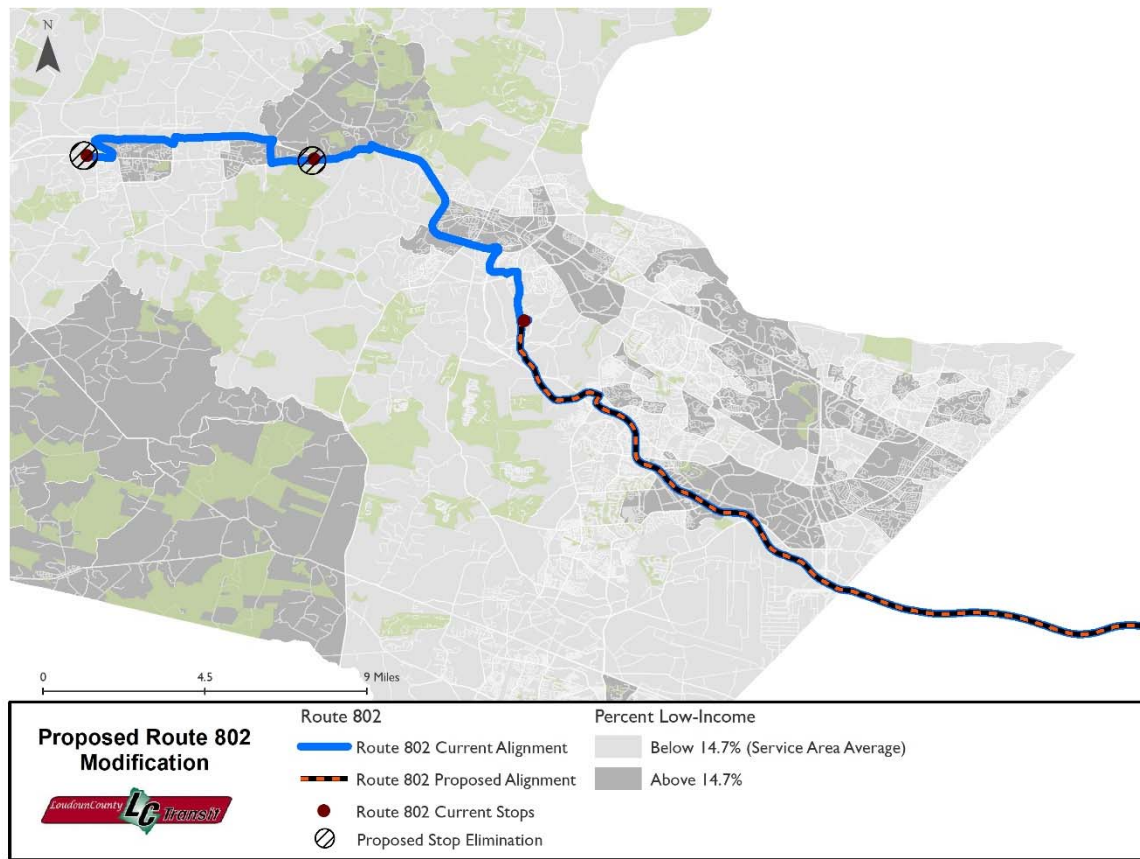 N
0 4.5 9 Miles
Proposed Route 802
Modification
LoudounCounty LC Transit
Route 802
Route 802 Current Alignment
Route 802 Proposed Alignment
Route 802 Current Stops
Proposed Stop Elimination
Percent Low-Income
Below 14.7% (Service Area Average)
Above 14.7%